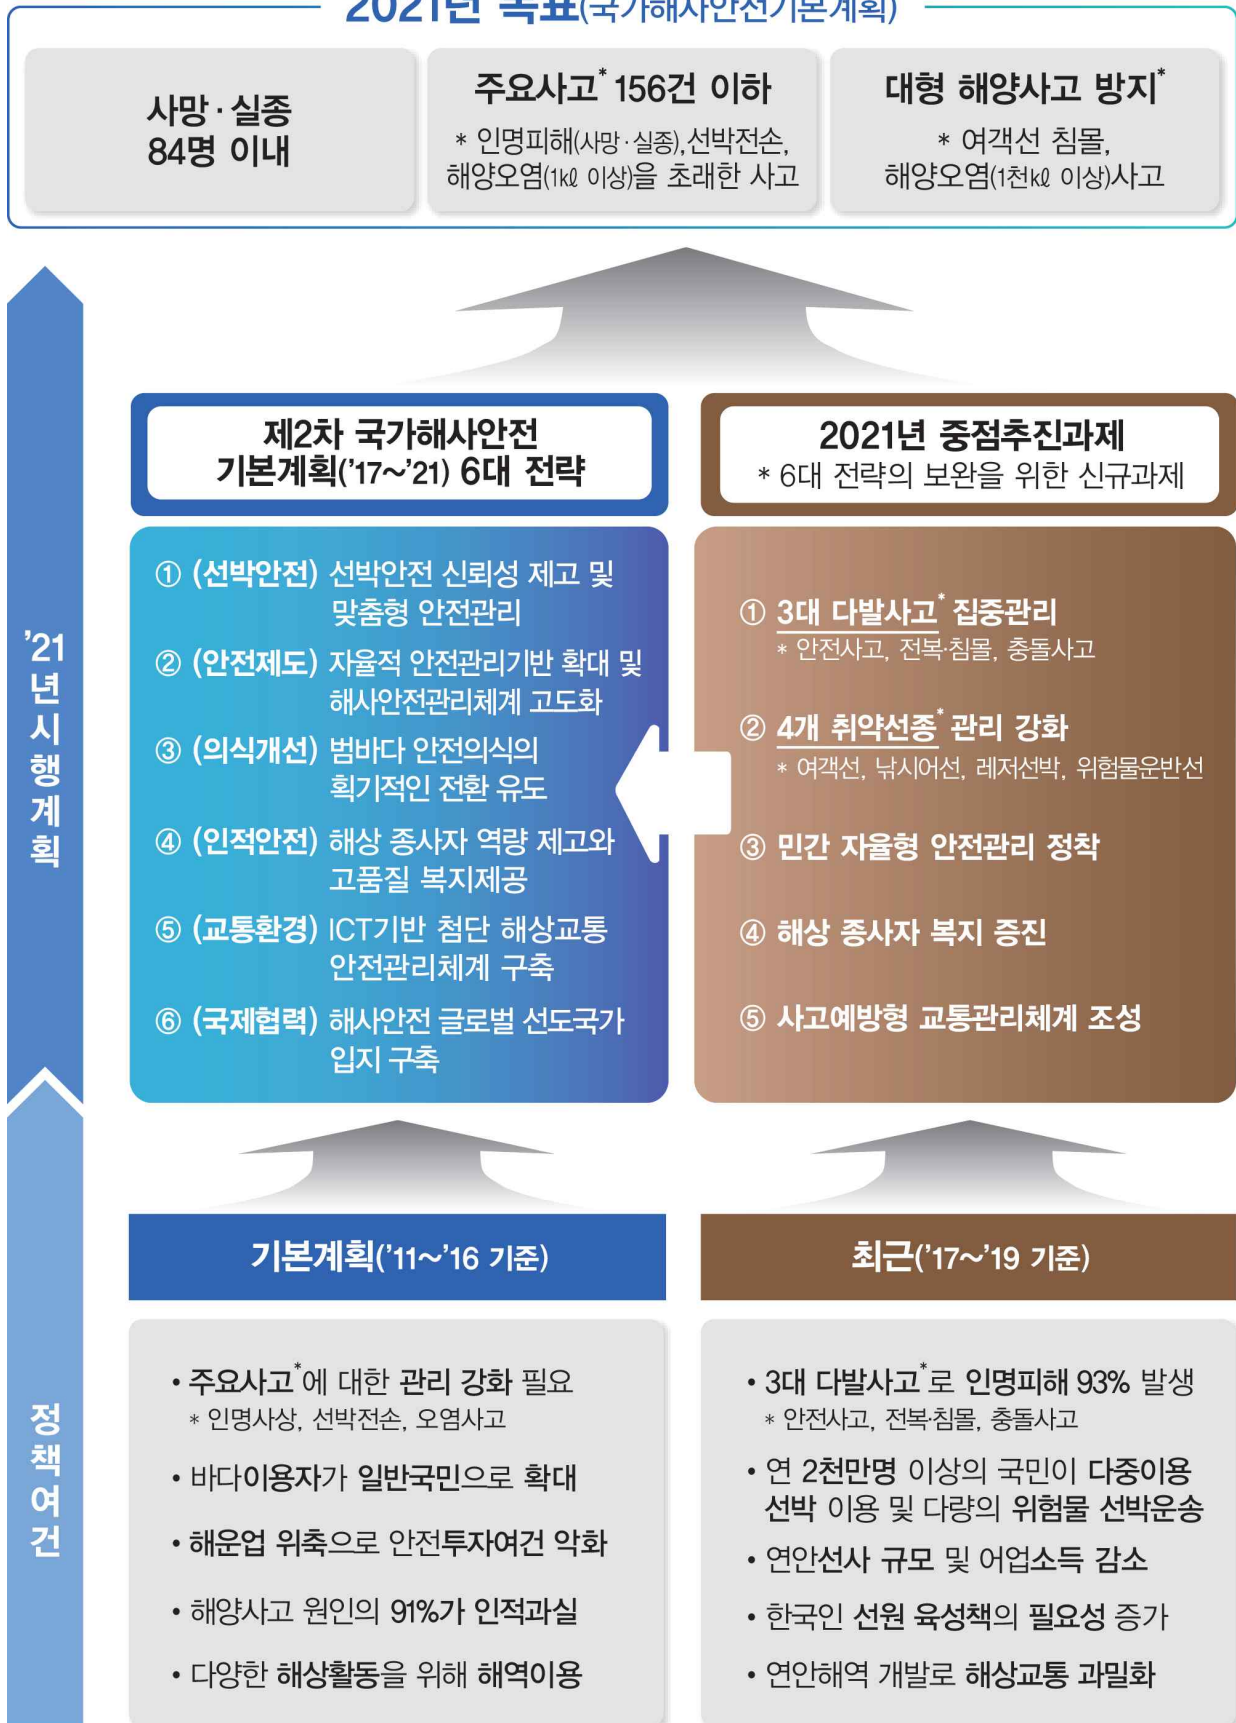 2021년 목표(국가해사안전기본계획)
사망·실종
84명 이내
주요사고* 156건 이하
* 인명피해(사망·실종),선박전손,
해양오염(1㎘ 이상)을 초래한 사고
대형 해양사고 방지*
* 여객선 침몰,
해양오염(1천㎘ 이상)사고
’21년시행계획
제2차 국가해사안전
기본계획(’17~’21) 6대 전략
① (선박안전) 선박안전 신뢰성 제고 및
맞춤형 안전관리
② (안전제도) 자율적 안전관리기반 확대 및
해사안전관리체계 고도화
③ (의식개선) 범바다 안전의식의
획기적인 전환 유도
④ (인적안전) 해상 종사자 역량 제고와
고품질 복지제공
⑤ (교통환경) ICT기반 첨단 해상교통
안전관리체계 구축
⑥ (국제협력) 해사안전 글로벌 선도국가
입지 구축
2021년 중점추진과제
* 6대 전략의 보완을 위한 신규과제
① 3대 다발사고* 집중관리
* 안전사고, 전복·침몰, 충돌사고
② 4개 취약선종* 관리 강화
* 여객선, 낚시어선, 레저선박, 위험물운반선
③ 민간 자율형 안전관리 정착
④ 해상 종사자 복지 증진
⑤ 사고예방형 교통관리체계 조성
정책여건
기본계획(’11~’16 기준)
• 주요사고*에 대한 관리 강화 필요
* 인명사상, 선박전손, 오염사고
• 바다이용자가 일반국민으로 확대
• 해운업 위축으로 안전투자여건 악화
• 해양사고 원인의 91%가 인적과실
• 다양한 해상활동을 위해 해역이용
최근(’17~’19 기준)
• 3대 다발사고*로 인명피해 93% 발생
* 안전사고, 전복·침몰, 충돌사고
• 연 2천만명 이상의 국민이 다중이용
선박 이용 및 다량의 위험물 선박운송
• 연안선사 규모 및 어업소득 감소
• 한국인 선원 육성책의 필요성 증가
• 연안해역 개발로 해상교통 과밀화